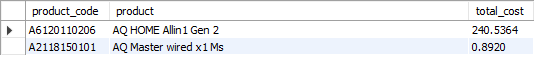 product_code product total_cost
A6120110206 AQ HOME Allin1 Gen 2 240.5364
A2118150101 AQ Master wired x1 Ms 0.8920